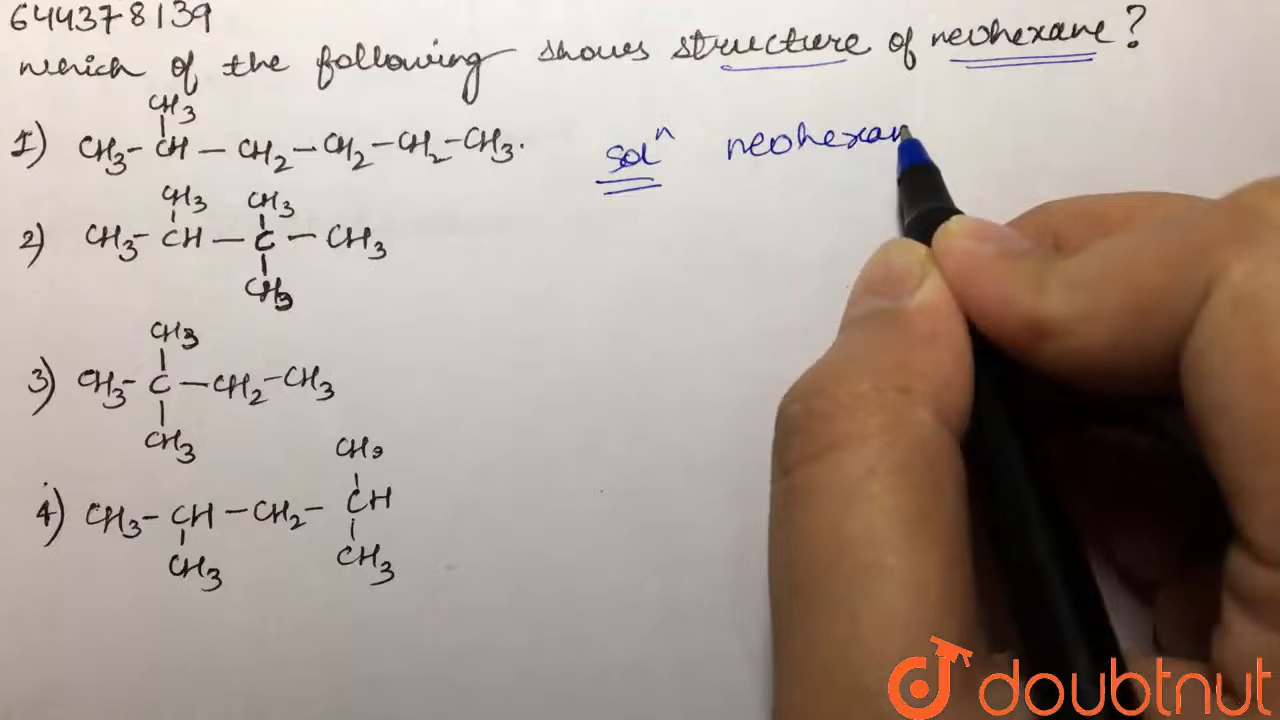 644378139
Which of the following shows structure of neohexane?
CH3
1) CH3-CH-CH2-CH2-CH2-CH3.
solⁿ neohexan
CH3 CH3
2) CH3-CH-C-CH3
CH3
CH3
3) CH3-C-CH2-CH3
CH3
CH3
4) CH3-CH-CH2-CH
CH3 CH3
doubtnut